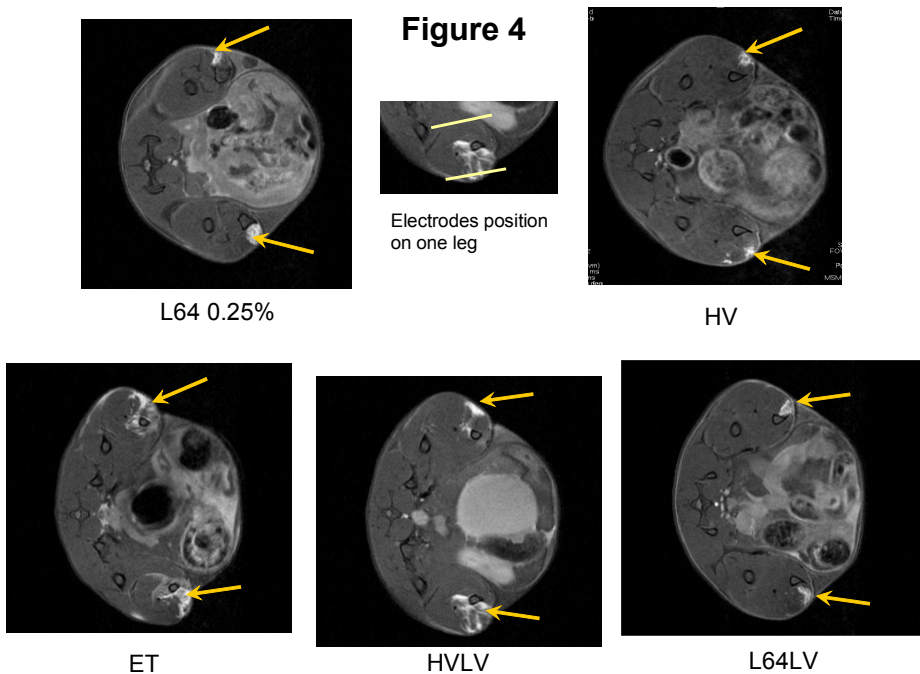 Figure 4
L64 0.25%
Electrodes position
on one leg
HV
ET
HVLV
L64LV